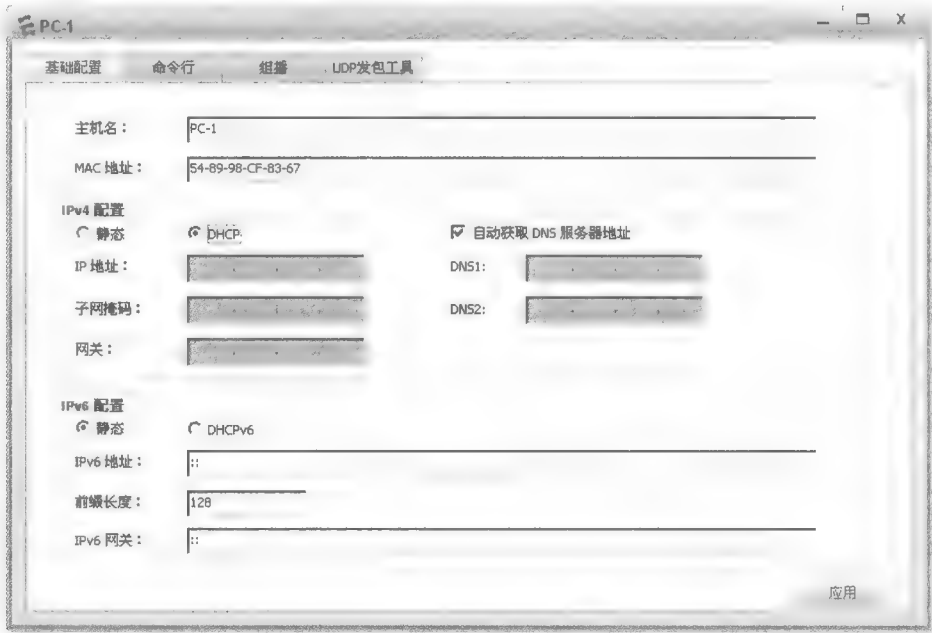 PC-1
基础配置 命令行 组播 UDP发包工具
主机名： PC-1
MAC 地址： 54-89-98-CF-83-67
IPv4 配置
静态 DHCP 自动获取 DNS 服务器地址
IP 地址： DNS1:
子网掩码： DNS2:
网关：
IPv6 配置
静态 DHCPv6
IPv6 地址： ::
前缀长度： 128
IPv6 网关： ::
应用